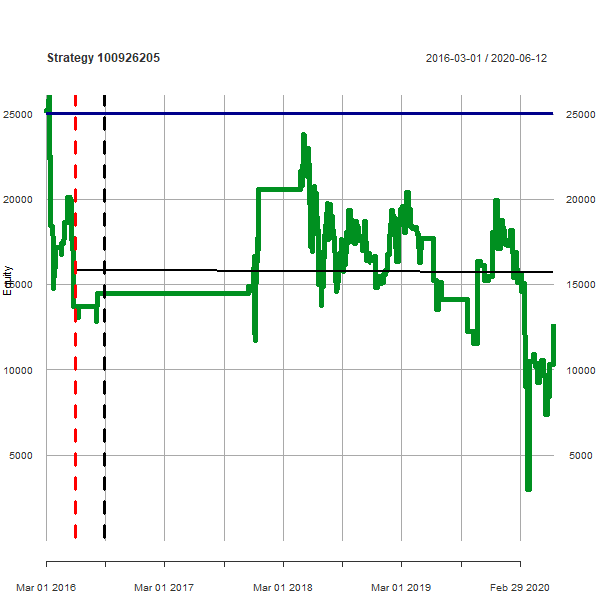 Strategy 100926205 2016-03-01 / 2020-06-12
25000 25000
20000 20000
Equity
15000 15000
10000 10000
5000 5000
Mar 01 2016 Mar 01 2017 Mar 01 2018 Mar 01 2019 Feb 29 2020